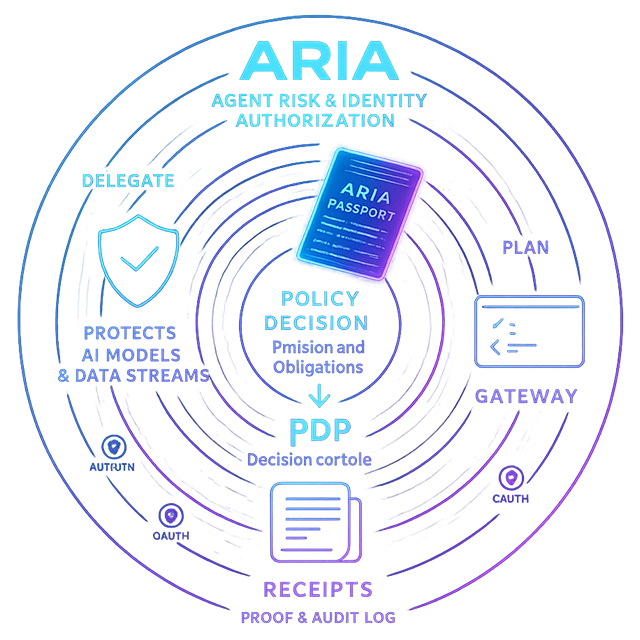 ARIA
AGENT RISK & IDENTITY
AUTHORIZATION
DELEGATE
ARIA
PASSPORT
PLAN
POLICY
DECISION
Pmision and
Obligations
PROTECTS
AI MODELS
& DATA STREAMS
GATEWAY
PDP
Decision cortole
AUTFUTN
OAUTH
CAUTH
RECEIPTS
PROOF & AUDIT LOG